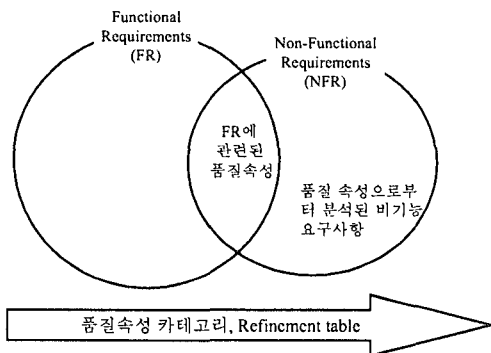 Functional
Requirements
(FR)
Non-Functional
Requirements
(NFR)
FR에
관련된
품질속성
품질 속성으로부
터 분석된 비기능
요구사항
품질속성 카테고리, Refinement table